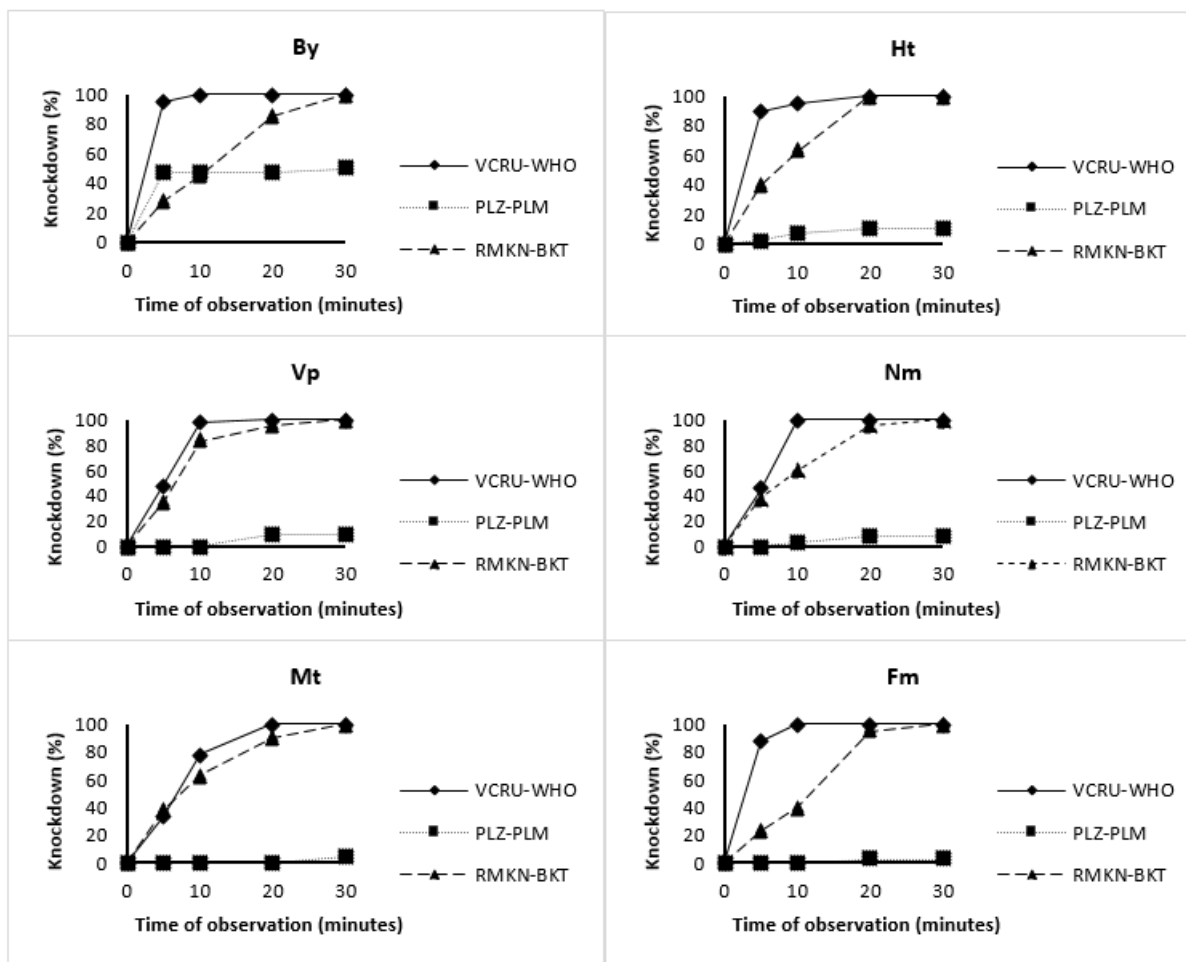 By
Knockdown (%)
100
80
60
40
20
0
0 10 20 30
Time of observation (minutes)
VCRU-WHO
PLZ-PLM
RMKN-BKT
Ht
Knockdown (%)
100
80
60
40
20
0
0 10 20 30
Time of observation (minutes)
VCRU-WHO
PLZ-PLM
RMKN-BKT
Vp
Knockdown (%)
100
80
60
40
20
0
0 10 20 30
Time of observation (minutes)
VCRU-WHO
PLZ-PLM
RMKN-BKT
Nm
Knockdown (%)
100
80
60
40
20
0
0 10 20 30
Time of observation (minutes)
VCRU-WHO
PLZ-PLM
RMKN-BKT
Mt
Knockdown (%)
100
80
60
40
20
0
0 10 20 30
Time of observation (minutes)
VCRU-WHO
PLZ-PLM
RMKN-BKT
Fm
Knockdown (%)
100
80
60
40
20
0
0 10 20 30
Time of observation (minutes)
VCRU-WHO
PLZ-PLM
RMKN-BKT